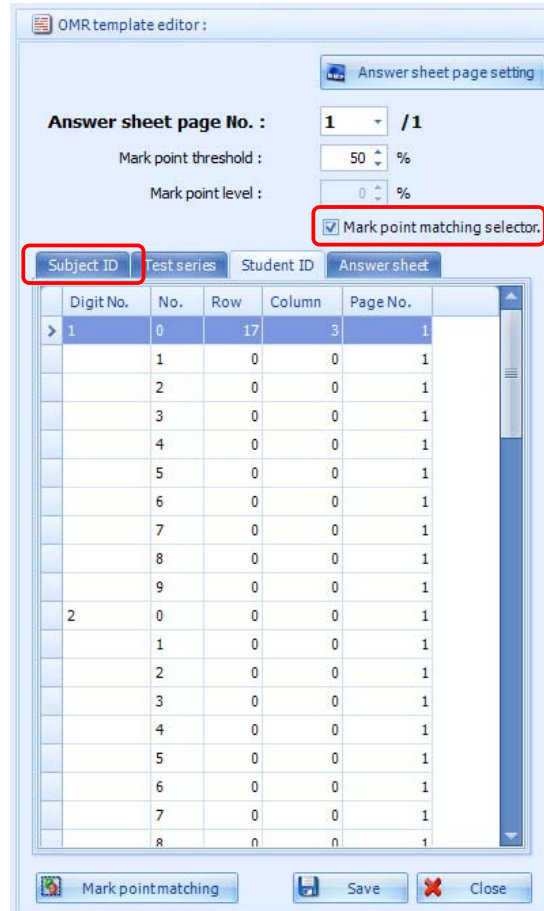 OMR template editor :
Answer sheet page setting
Answer sheet page No. : 1 /1
Mark point threshold : 50 %
Mark point level : 0 %
Mark point matching selector.
Subject ID Test series Student ID Answer sheet
Digit No. No. Row Column Page No.
1 0 17 3 1
1 0 0 1
2 0 0 1
3 0 0 1
4 0 0 1
5 0 0 1
6 0 0 1
7 0 0 1
8 0 0 1
9 0 0 1
2 0 0 0 1
1 0 0 1
2 0 0 1
3 0 0 1
4 0 0 1
5 0 0 1
6 0 0 1
7 0 0 1
8 0 0 1
Mark point matching Save Close